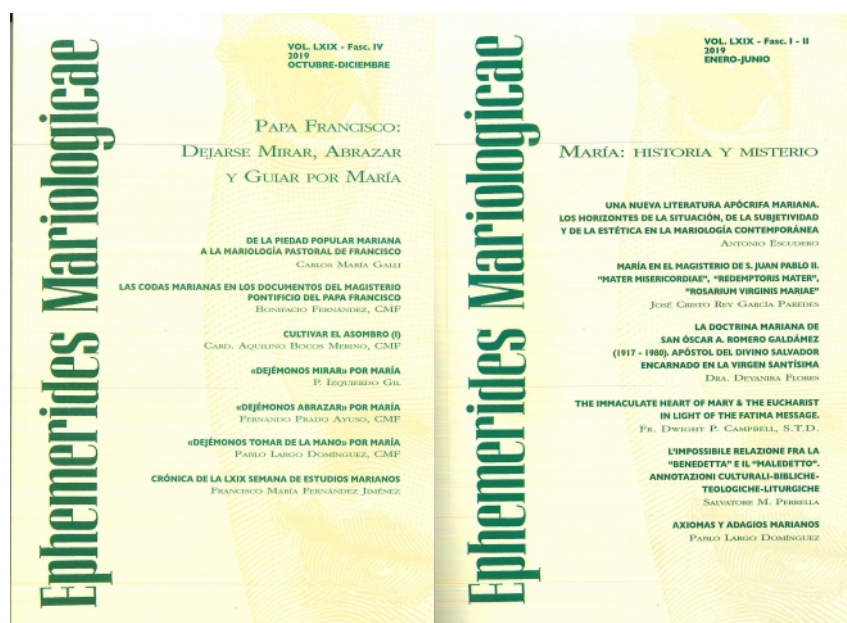 Ephemerides Mariologicae
VOL. LXIX - Fasc. IV
2019
OCTUBRE-DICIEMBRE
PAPA FRANCISCO:
DEJARSE MIRAR, ABRAZAR
Y GUIAR POR MARÍA
DE LA PIEDAD POPULAR MARIANA
A LA MARIOLOGÍA PASTORAL DE FRANCISCO
CARLOS MARÍA GALLI
LAS CODAS MARIANAS EN LOS DOCUMENTOS DEL MAGISTERIO
PONTIFICIO DEL PAPA FRANCISCO
BONIFACIO FERNÁNDEZ, CMF
CULTIVAR EL ASOMBRO (I)
CARD. AQUILINO BOCOS MERINO, CMF
«DEJÉMONOS MIRAR» POR MARÍA
P. IZQUIERDO GIL
«DEJÉMONOS ABRAZAR» POR MARÍA
FERNANDO PRADO AYUSO, CMF
«DEJÉMONOS TOMAR DE LA MANO» POR MARÍA
PABLO LARGO DOMÍNGUEZ, CMF
CRÓNICA DE LA LXIX SEMANA DE ESTUDIOS MARIANOS
FRANCISCO MARÍA FERNÁNDEZ JIMÉNEZ
Ephemerides Mariologicae
VOL. LXIX - Fasc. I - II
2019
ENERO-JUNIO
MARÍA: HISTORIA Y MISTERIO
UNA NUEVA LITERATURA APÓCRIFA MARIANA.
LOS HORIZONTES DE LA SITUACIÓN, DE LA SUBJETIVIDAD
Y DE LA ESTÉTICA EN LA MARIOLOGÍA CONTEMPORÁNEA
ANTONIO ESCUDERO
MARÍA EN EL MAGISTERIO DE S. JUAN PABLO II.
"MATER MISERICORDIAE", "REDEMPTORIS MATER",
"ROSARIUM VIRGINIS MARIAE"
JOSÉ CRISTO REY GARCÍA PAREDES
LA DOCTRINA MARIANA DE
SAN ÓSCAR A. ROMERO GALDÁMEZ
(1917 - 1980). APÓSTOL DEL DIVINO SALVADOR
ENCARNADO EN LA VIRGEN SANTÍSIMA
DRA. DEYANIRA FLORES
THE IMMACULATE HEART OF MARY & THE EUCHARIST
IN LIGHT OF THE FATIMA MESSAGE.
FR. DWIGHT P. CAMPBELL, S.T.D.
L'IMPOSSIBILE RELAZIONE FRA LA
"BENEDETTA" E IL "MALEDETTO".
ANNOTAZIONI CULTURALI-BIBLICHE-
TEOLOGICHE-LITURGICHE
SALVATORE M. PERRELLA
AXIOMAS Y ADAGIOS MARIANOS
PABLO LARGO DOMÍNGUEZ